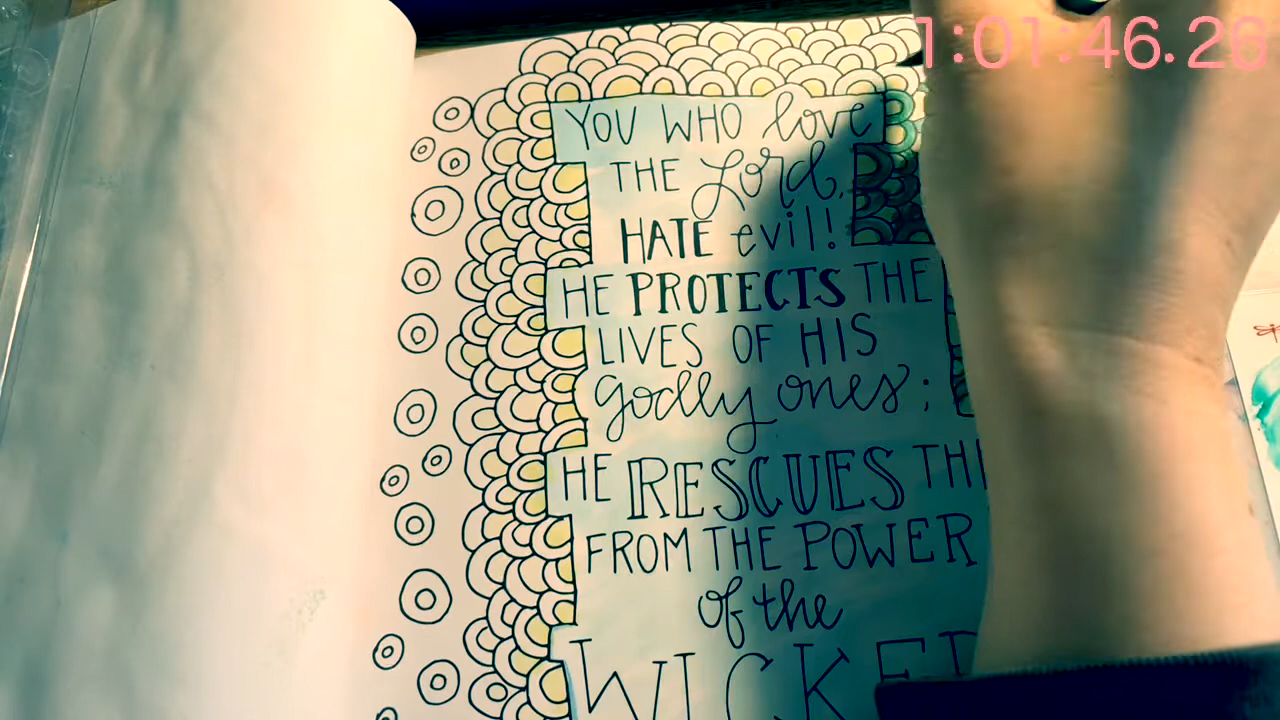 1:01:46.26
YOU WHO love
THE Lord,
HATE evil!
HE PROTECTS THE
LIVES OF HIS
godly ones;
HE RESCUES
FROM THE POWER
of the
WICKED